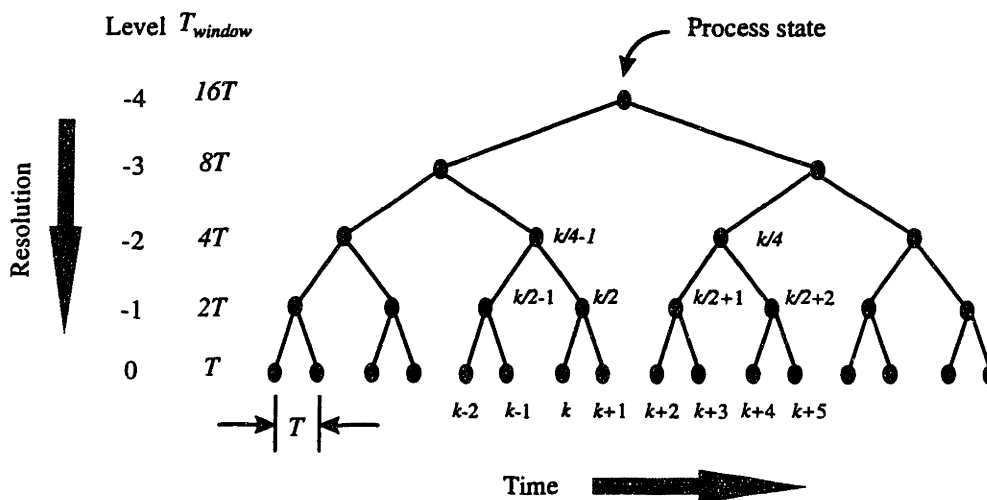 Level T_window
Process state
-4 16T
-3 8T
Resolution
-2 4T k/4-1 k/4
-1 2T k/2-1 k/2 k/2+1 k/2+2
0 T
k-2 k-1 k k+1 k+2 k+3 k+4 k+5
T
Time